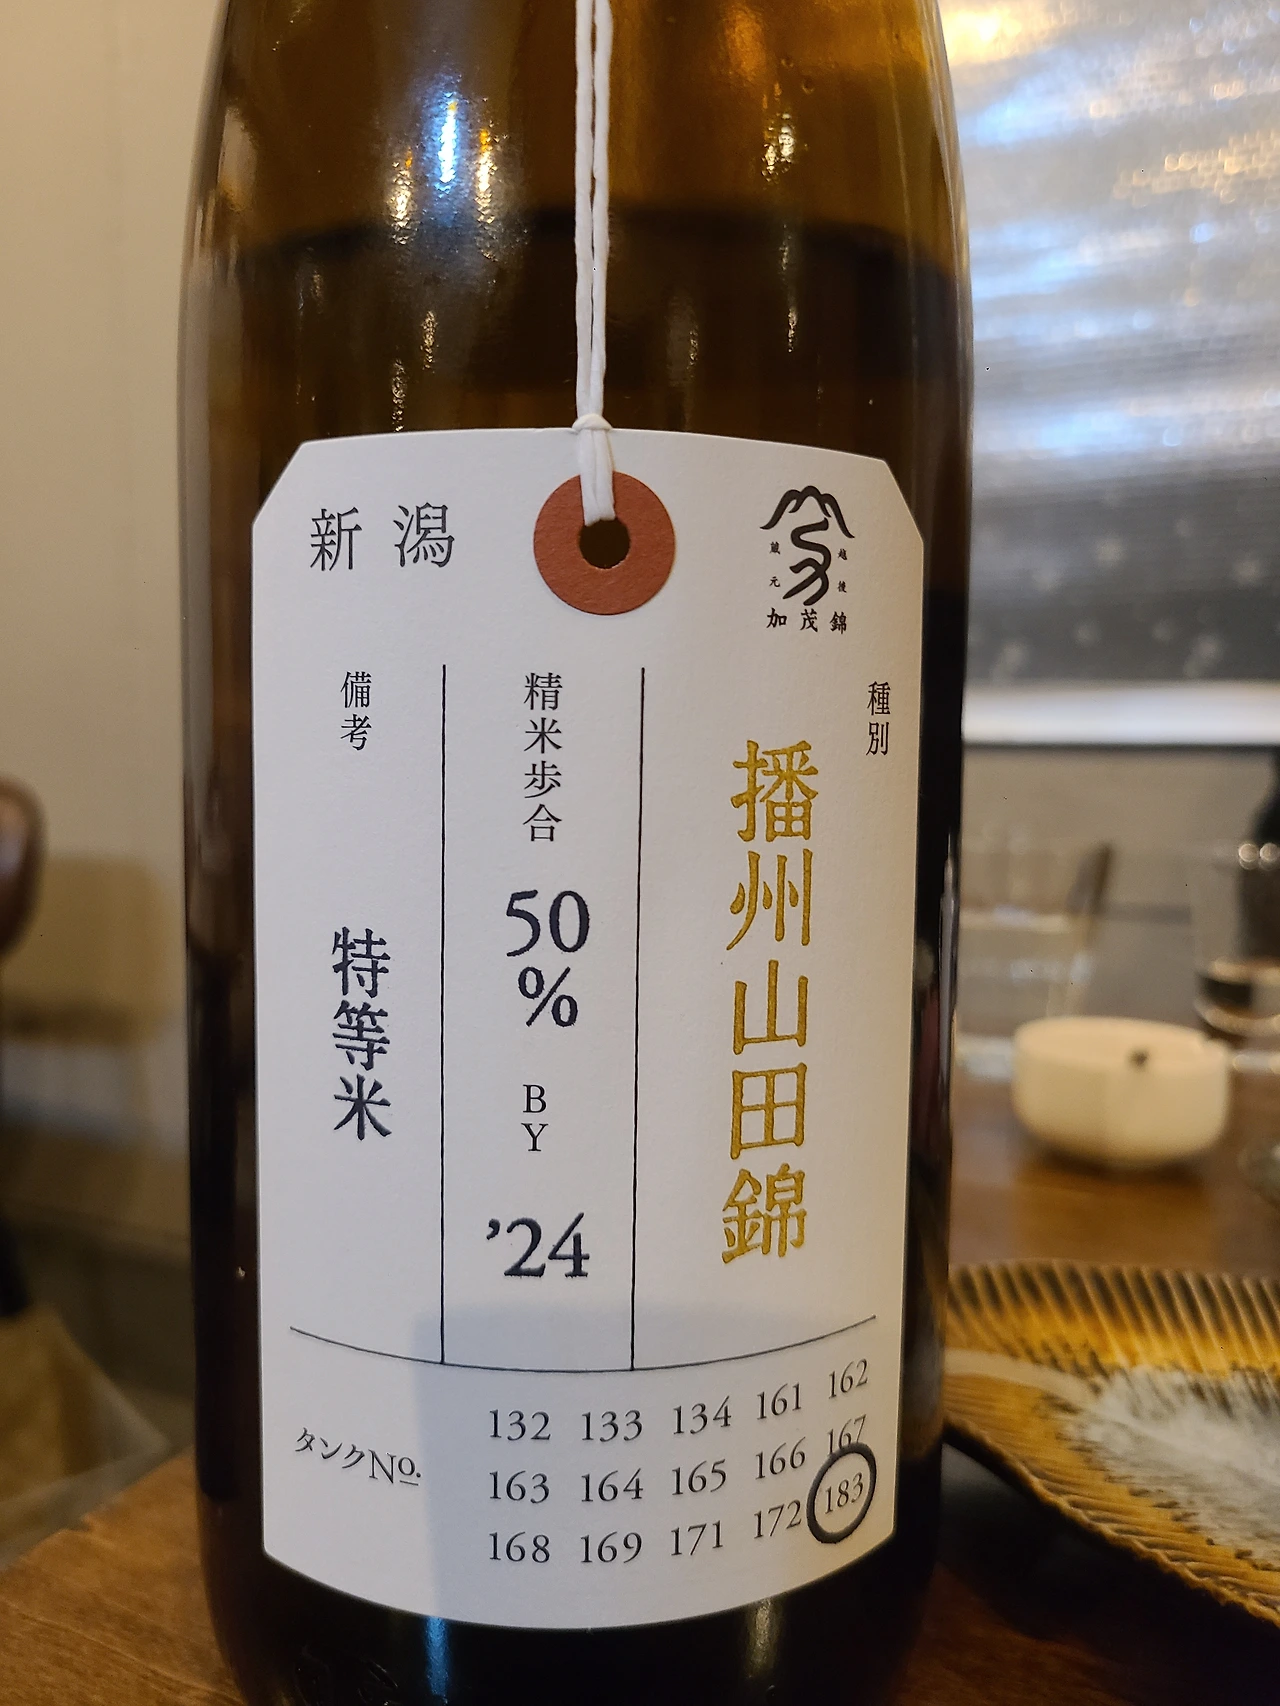 新潟
蔵元
越後
加茂錦
種別
播州山田錦
精米歩合
50
%
BY
'24
備考
特等米
タンクNo.
132 133 134 161 162
163 164 165 166 167
168 169 171 172 183